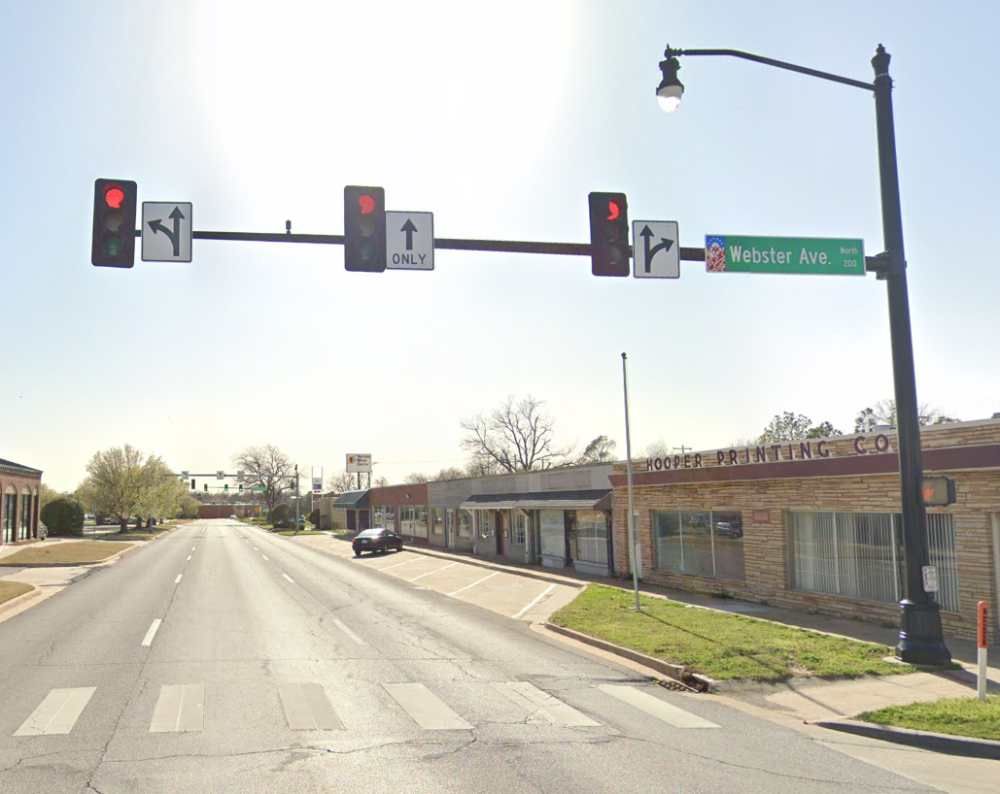 ONLY
Webster Ave.
North
200
HOOPER PRINTING CO